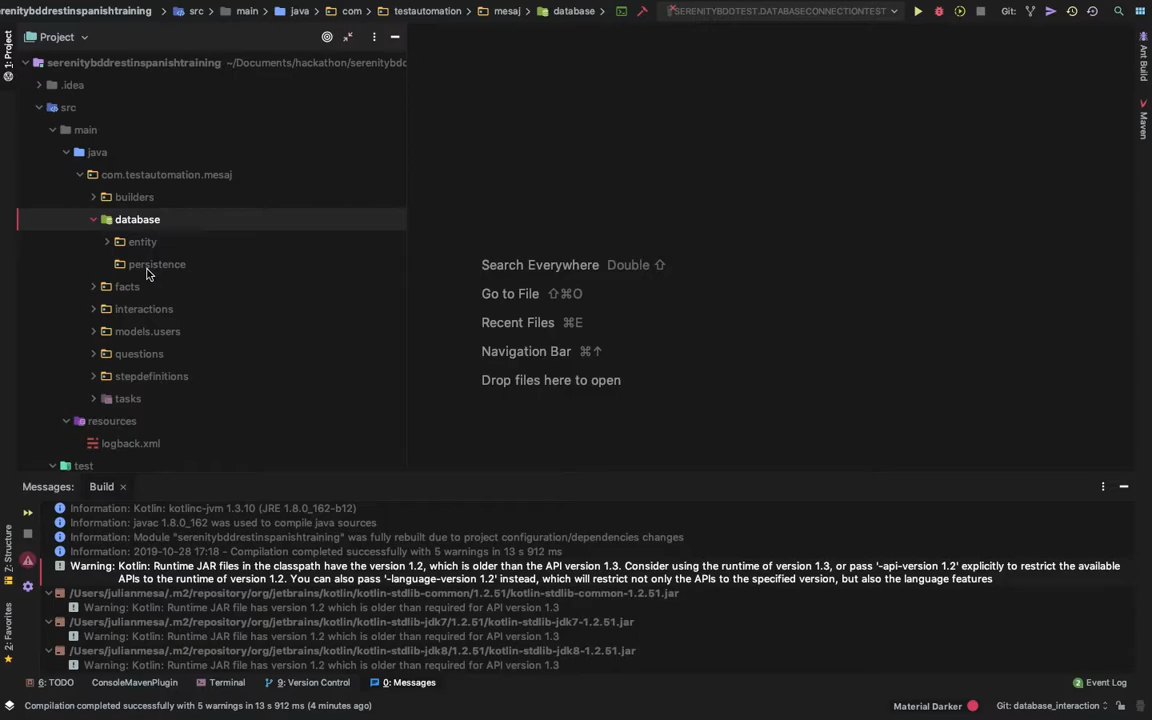 renitybddrestinspanishtraining > src > main > java > com > testautomation > mesaj > database
SERENITYBDDTEST.DATABASECONNECTIONTEST
Git:
1: Project
Project
serenitybddrestinspanishtraining ~/Documents/hackathon/serenitybdd
.idea
src
main
java
com.testautomation.mesaj
builders
database
entity
persistence
facts
interactions
models.users
questions
stepdefinitions
tasks
resources
logback.xml
test
Search Everywhere Double ⇧
Go to File ⇧⌘O
Recent Files ⌘E
Navigation Bar ⌘↑
Drop files here to open
Ant Build
Maven
Messages: Build ×
Information: Kotlin: kotlinc-jvm 1.3.10 (JRE 1.8.0_162-b12)
Information: javac 1.8.0_162 was used to compile java sources
Information: Module "serenitybddrestinspanishtraining" was fully rebuilt due to project configuration/dependencies changes
Information: 2019-10-28 17:18 - Compilation completed successfully with 5 warnings in 13 s 912 ms
Warning: Kotlin: Runtime JAR files in the classpath have the version 1.2, which is older than the API version 1.3. Consider using the runtime of version 1.3, or pass '-api-version 1.2' explicitly to restrict the available
APIs to the runtime of version 1.2. You can also pass '-language-version 1.2' instead, which will restrict not only the APIs to the specified version, but also the language features
/Users/julianmesa/.m2/repository/org/jetbrains/kotlin/kotlin-stdlib-common/1.2.51/kotlin-stdlib-common-1.2.51.jar
Warning: Kotlin: Runtime JAR file has version 1.2 which is older than required for API version 1.3
/Users/julianmesa/.m2/repository/org/jetbrains/kotlin/kotlin-stdlib-jdk7/1.2.51/kotlin-stdlib-jdk7-1.2.51.jar
Warning: Kotlin: Runtime JAR file has version 1.2 which is older than required for API version 1.3
/Users/julianmesa/.m2/repository/org/jetbrains/kotlin/kotlin-stdlib-jdk8/1.2.51/kotlin-stdlib-jdk8-1.2.51.jar
Warning: Kotlin: Runtime JAR file has version 1.2 which is older than required for API version 1.3
7: Structure
2: Favorites
6: TODO ConsoleMavenPlugin Terminal 9: Version Control 0: Messages
2 Event Log
Compilation completed successfully with 5 warnings in 13 s 912 ms (4 minutes ago)
Material Darker
Git: database_interaction